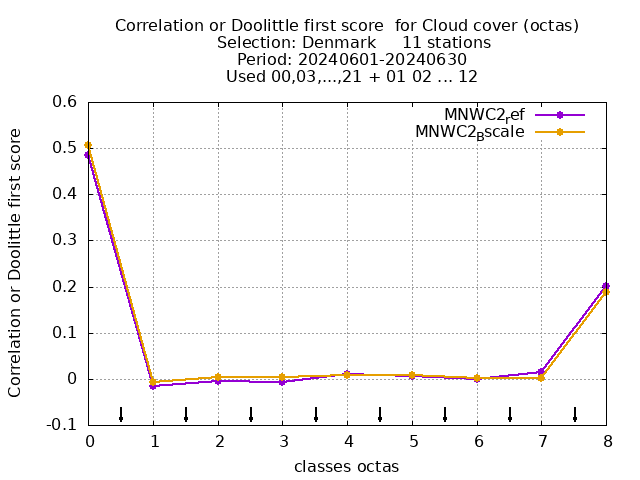 Correlation or Doolittle first score  for Cloud cover (octas)
Selection: Denmark     11 stations
Period: 20240601-20240630
Used 00,03,...,21 + 01 02 ... 12
MNWC2ref
MNWC2Bscale
Correlation or Doolittle first score
0.6
0.5
0.4
0.3
0.2
0.1
0
-0.1
0 1 2 3 4 5 6 7 8
classes octas